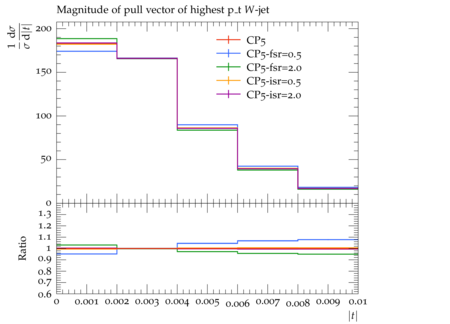 Magnitude of pull vector of highest p_t W-jet
1/σ dσ/d|t|
200
150
100
50
0
CP5
CP5-fsr=0.5
CP5-fsr=2.0
CP5-isr=0.5
CP5-isr=2.0
Ratio
1.3
1.2
1.1
1
0.9
0.8
0.7
0.6
0 0.001 0.002 0.003 0.004 0.005 0.006 0.007 0.008 0.009 0.01
|t|